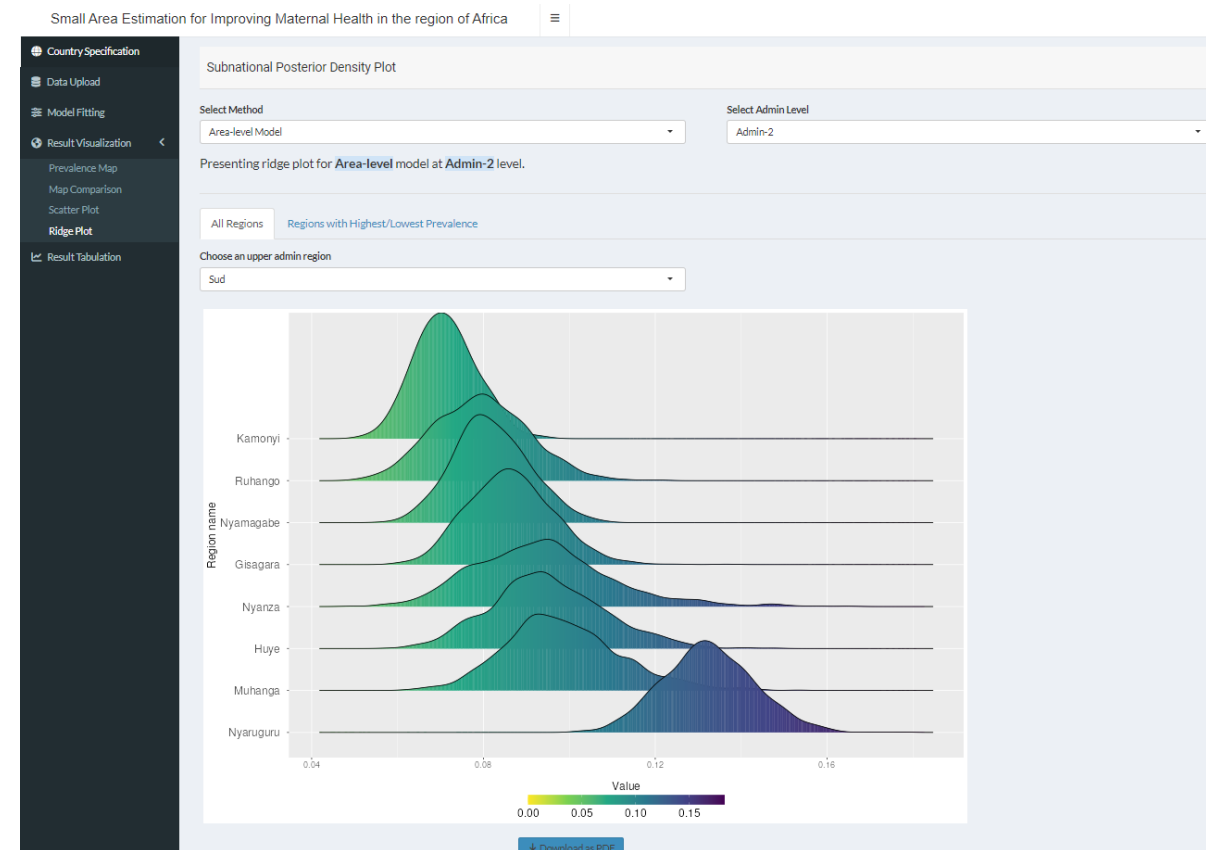 Small Area Estimation for Improving Maternal Health in the region of Africa
Country Specification
Data Upload
Model Fitting
Result Visualization
Prevalence Map
Map Comparison
Scatter Plot
Ridge Plot
Result Tabulation
Subnational Posterior Density Plot
Select Method
Area-level Model
Select Admin Level
Admin-2
Presenting ridge plot for Area-level model at Admin-2 level.
All Regions
Regions with Highest/Lowest Prevalence
Choose an upper admin region
Sud
Region name
Kamonyi
Ruhango
Nyamagabe
Gisagara
Nyanza
Huye
Muhanga
Nyaruguru
0.04 0.08 0.12 0.16
Value
0.00 0.05 0.10 0.15
Download as PDF